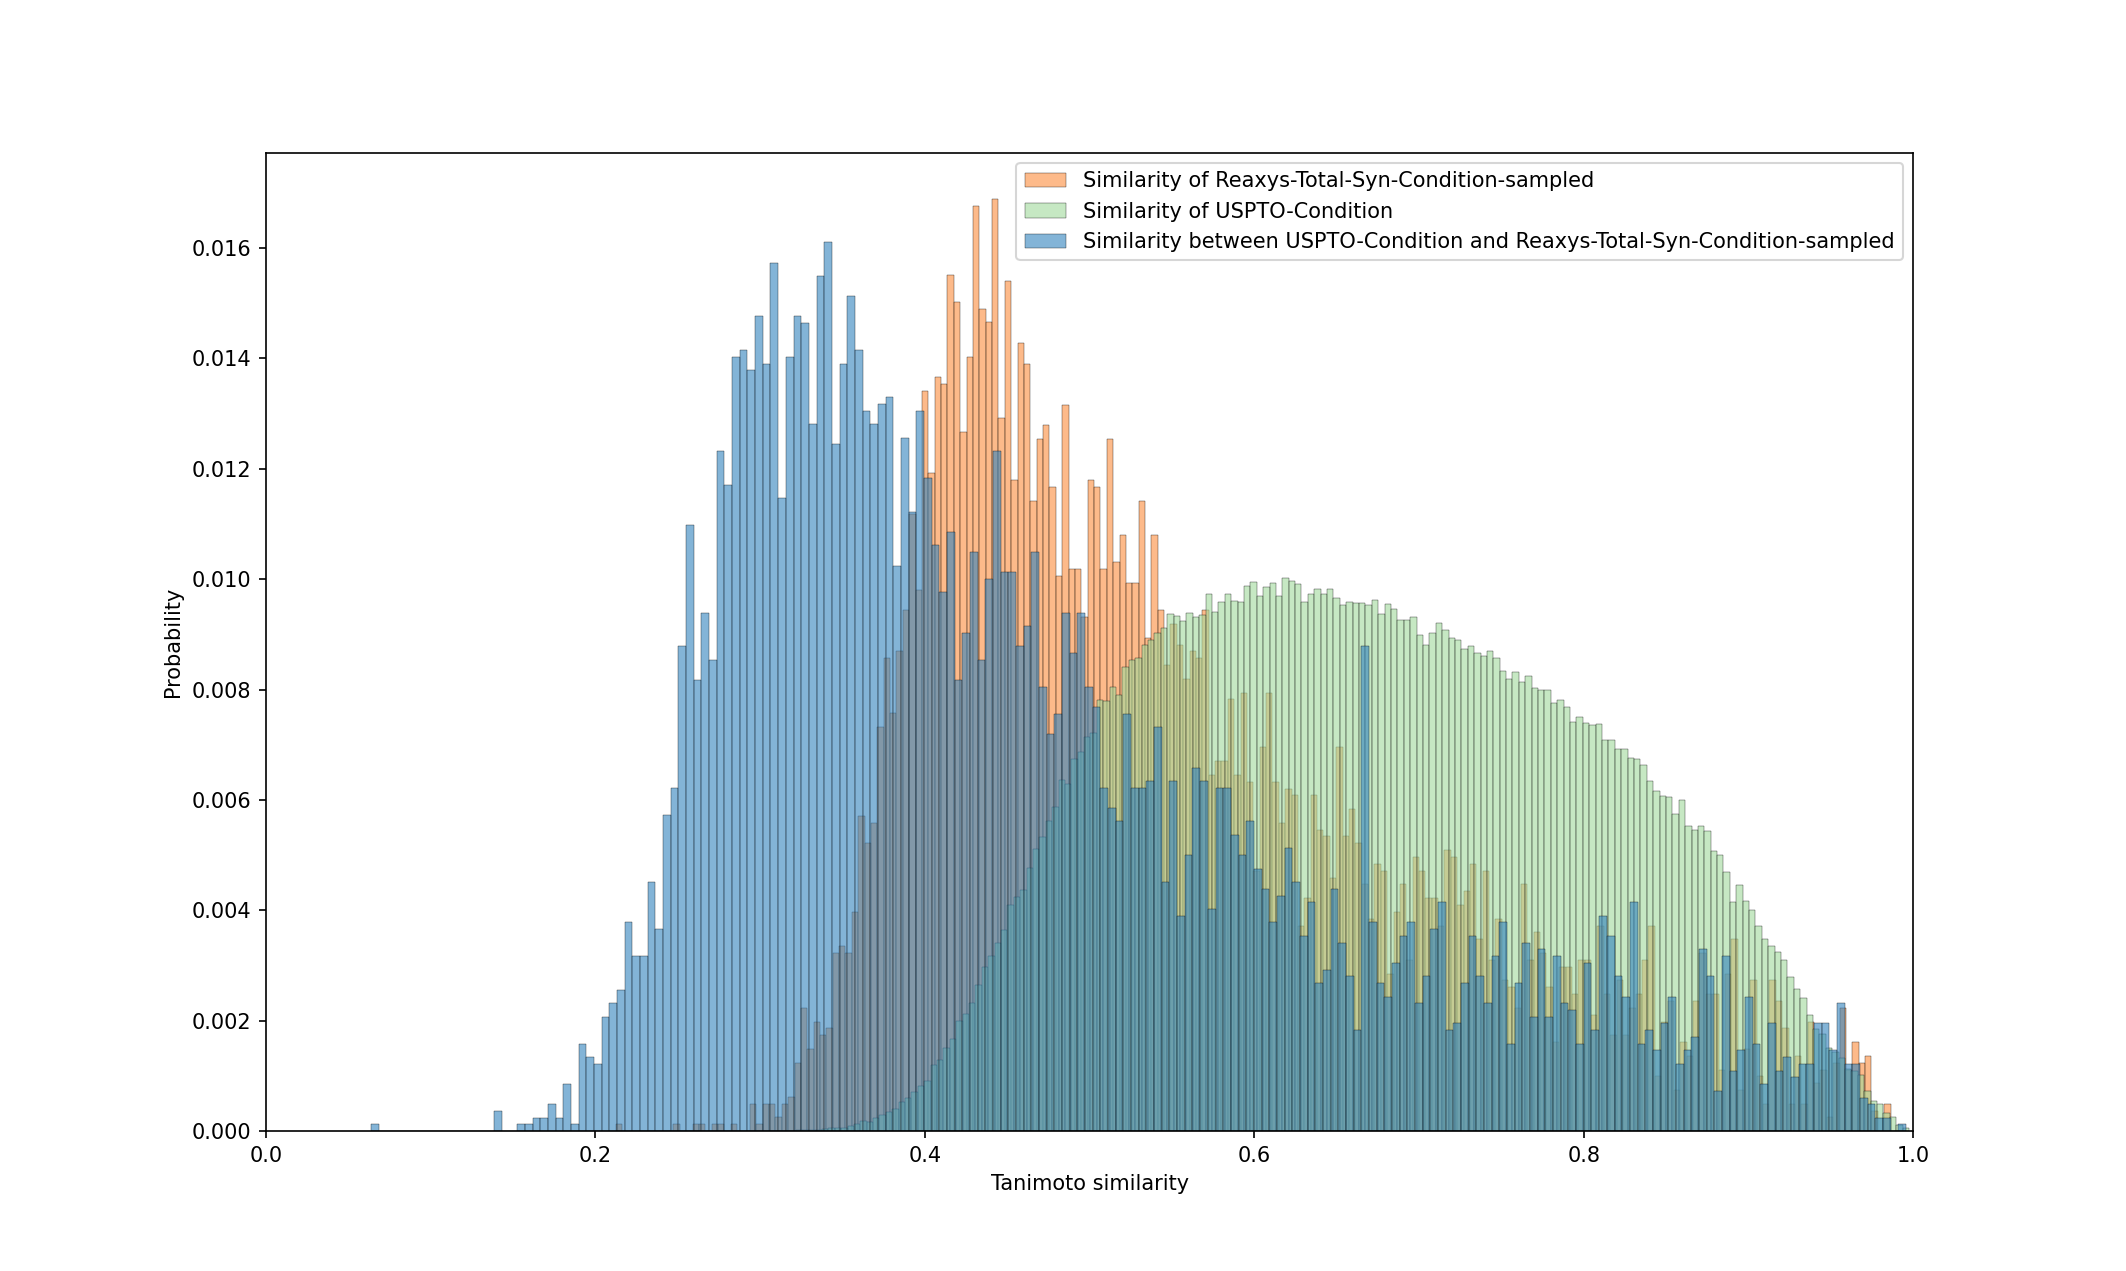 Similarity of Reaxys-Total-Syn-Condition-sampled
Similarity of USPTO-Condition
Similarity between USPTO-Condition and Reaxys-Total-Syn-Condition-sampled
0.016
0.014
0.012
0.010
0.008
0.006
0.004
0.002
0.000
Probability
0.0 0.2 0.4 0.6 0.8 1.0
Tanimoto similarity